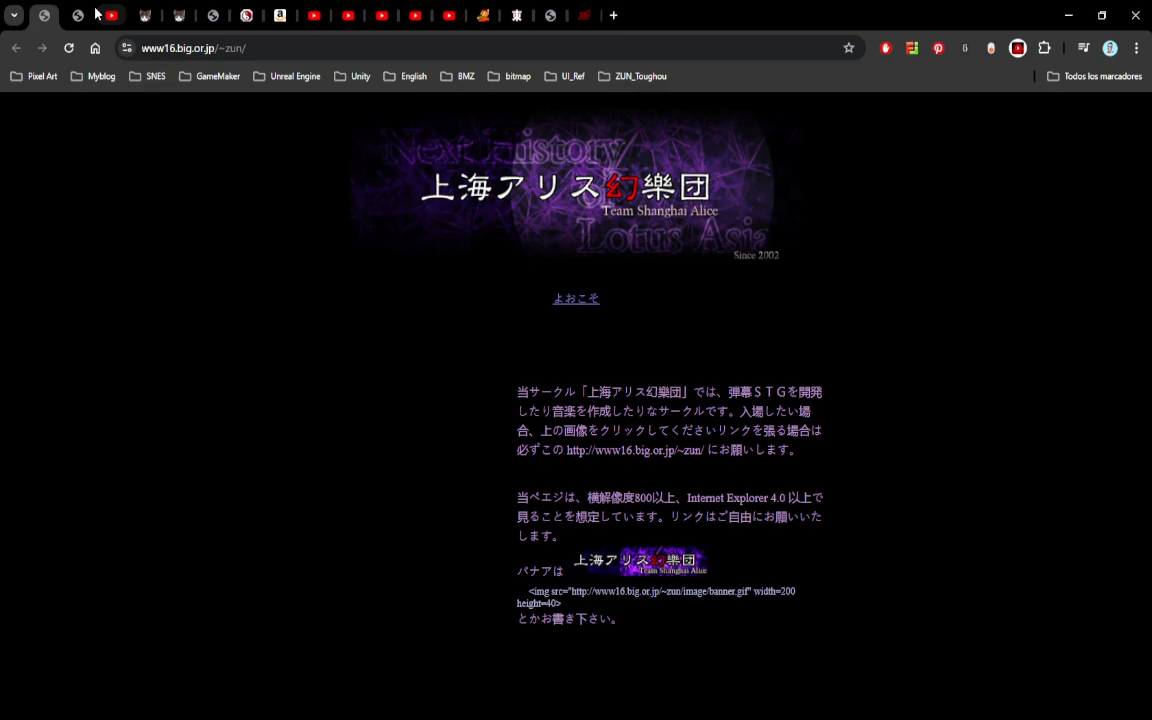 www16.big.or.jp/~zun/
Pixel Art
Myblog
SNES
GameMaker
Unreal Engine
Unity
English
BMZ
bitmap
UI_Ref
ZUN_Touhou
Todos los marcadores
Next History
of
Lotus Asia
上海アリス幻樂団
Team Shanghai Alice
Since 2002
よおこそ
当サークル「上海アリス幻樂団」では、弾幕ＳＴＧを開発
したり音楽を作成したりなサークルです。入場したい場
合、上の画像をクリックしてくださいリンクを張る場合は
必ずこの http://www16.big.or.jp/~zun/ にお願いします。
当ペエジは、横解像度800以上、Internet Explorer 4.0 以上で
見ることを想定しています。リンクはご自由にお願いいた
します。
バナアは
上海アリス幻樂団
Team Shanghai Alice
<img src="http://www16.big.or.jp/~zun/image/banner.gif" width=200
height=40>
とかお書き下さい。